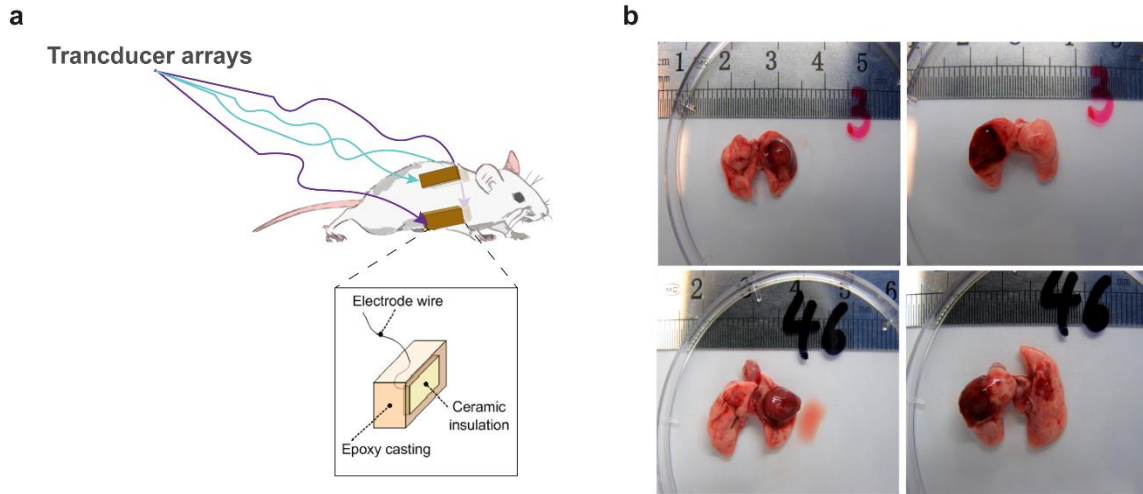 a
Trancducer arrays
Electrode wire
Ceramic
insulation
Epoxy casting
b
cm 1 2 3 4 5
mm
3
3
2 3 4 5 6
46
46